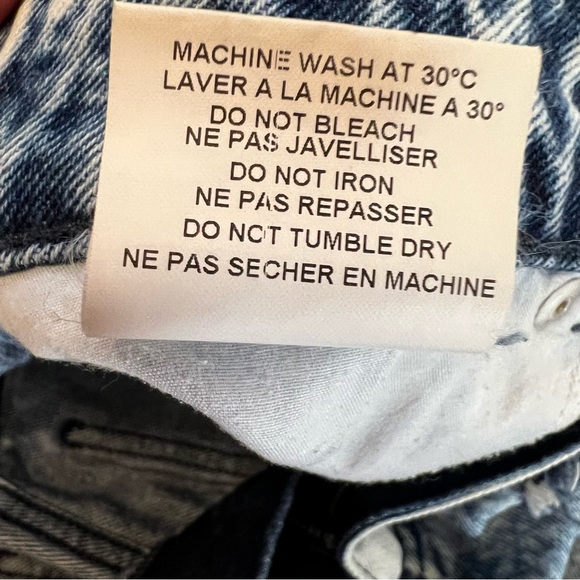 MACHINE WASH AT 30°C
LAVER A LA MACHINE A 30°
DO NOT BLEACH
NE PAS JAVELLISER
DO NOT IRON
NE PAS REPASSER
DO NOT TUMBLE DRY
NE PAS SECHER EN MACHINE